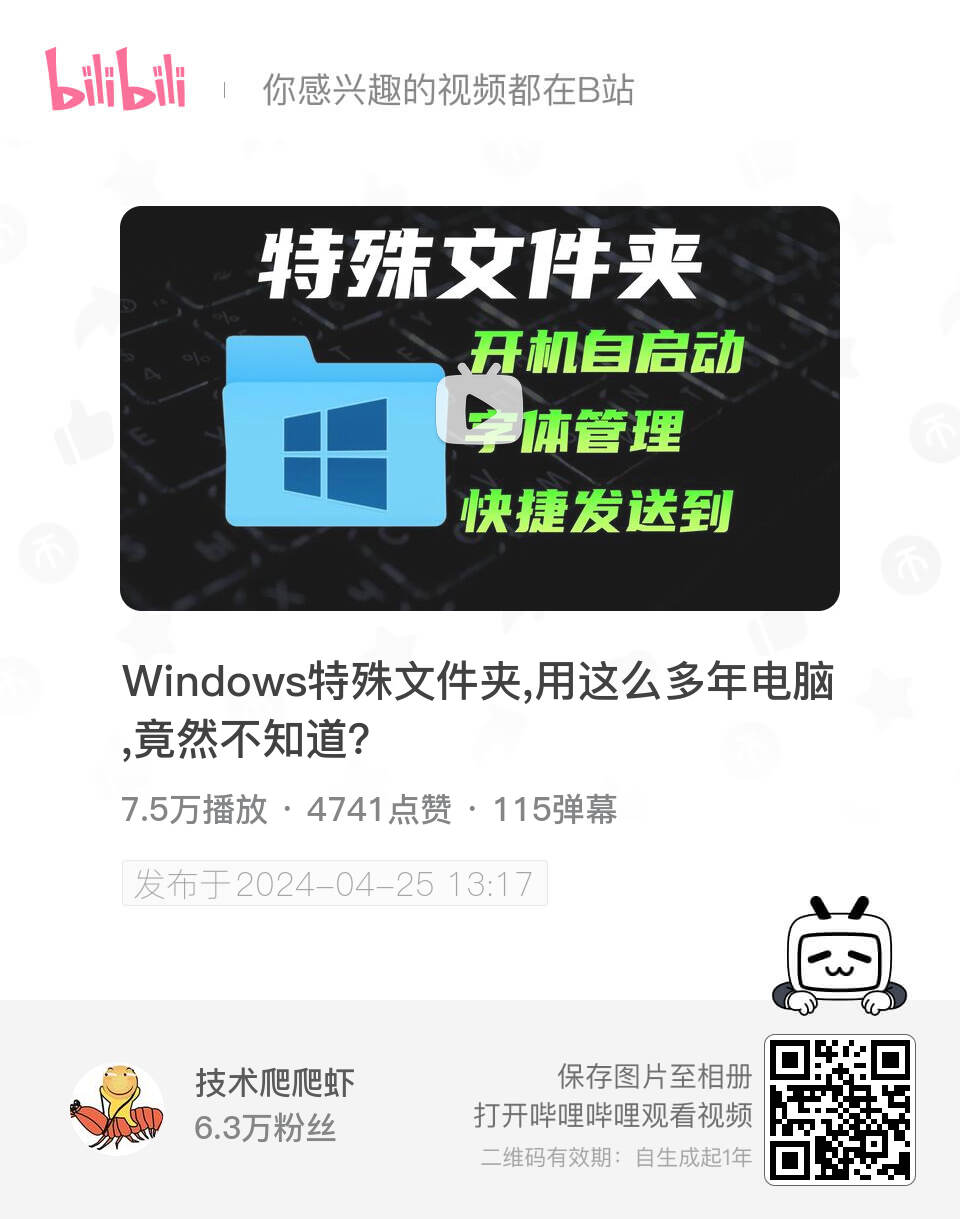 bilibili
你感兴趣的视频都在B站
特殊文件夹
开机自启动
字体管理
快捷发送到
Windows特殊文件夹,用这么多年电脑
,竟然不知道?
7.5万播放 · 4741点赞 · 115弹幕
发布于2024-04-25 13:17
技术爬爬虾
6.3万粉丝
保存图片至相册
打开哔哩哔哩观看视频
二维码有效期：自生成起1年